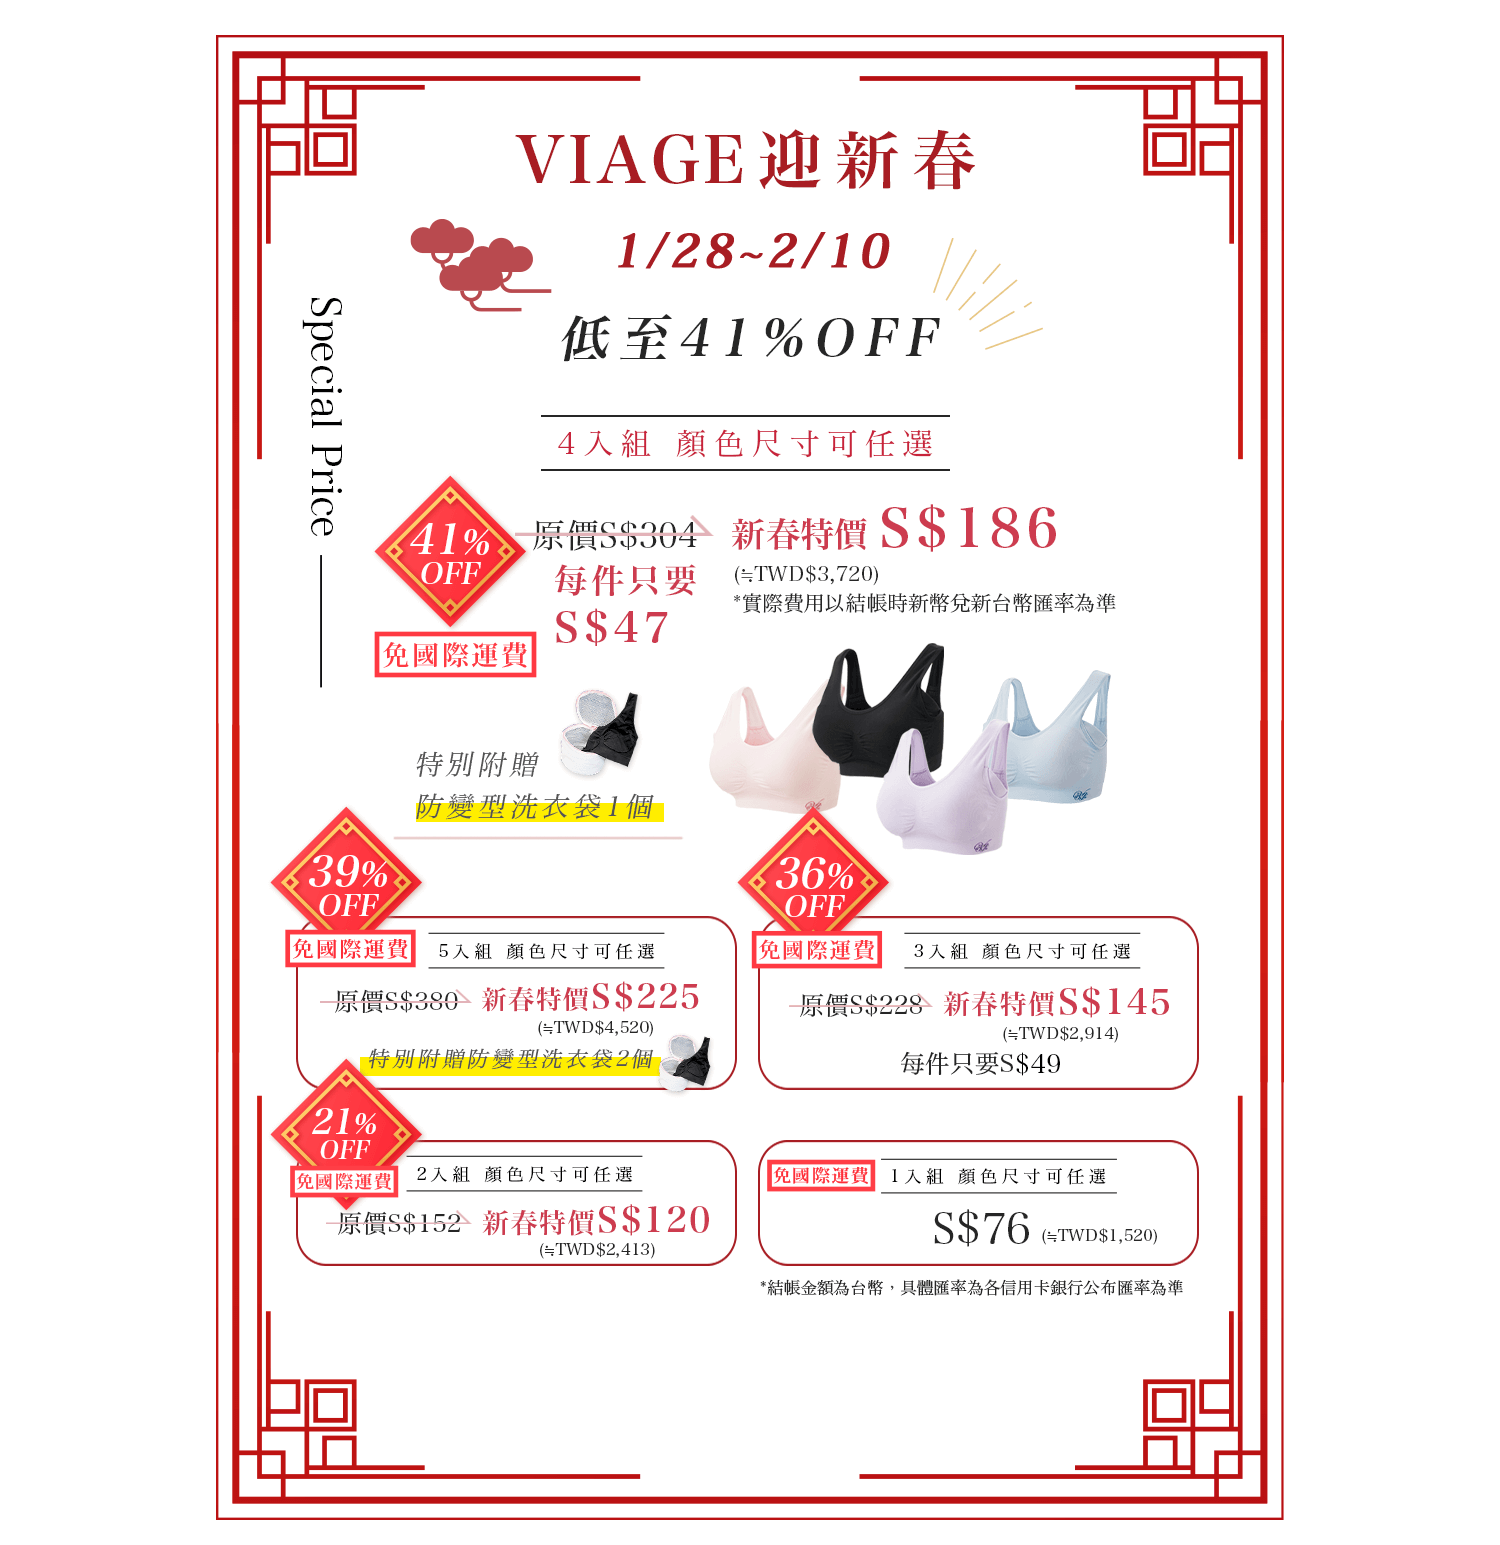 VIAGE迎新春
1/28~2/10
低至41%OFF
Special Price
4入組 顏色尺寸可任選
41%
OFF
免國際運費
原價S$304
新春特價 S$186
每件只要
S$47
(≒TWD$3,720)
*實際費用以結帳時新幣兌新台幣匯率為準
特別附贈
防變型洗衣袋1個
39%
OFF
免國際運費
5入組 顏色尺寸可任選
原價S$380
新春特價S$225
(≒TWD$4,520)
特別附贈防變型洗衣袋2個
36%
OFF
免國際運費
3入組 顏色尺寸可任選
原價S$228
新春特價S$145
(≒TWD$2,914)
每件只要S$49
21%
OFF
免國際運費
2入組 顏色尺寸可任選
原價S$152
新春特價S$120
(≒TWD$2,413)
免國際運費
1入組 顏色尺寸可任選
S$76 (≒TWD$1,520)
*結帳金額為台幣，具體匯率為各信用卡銀行公布匯率為準